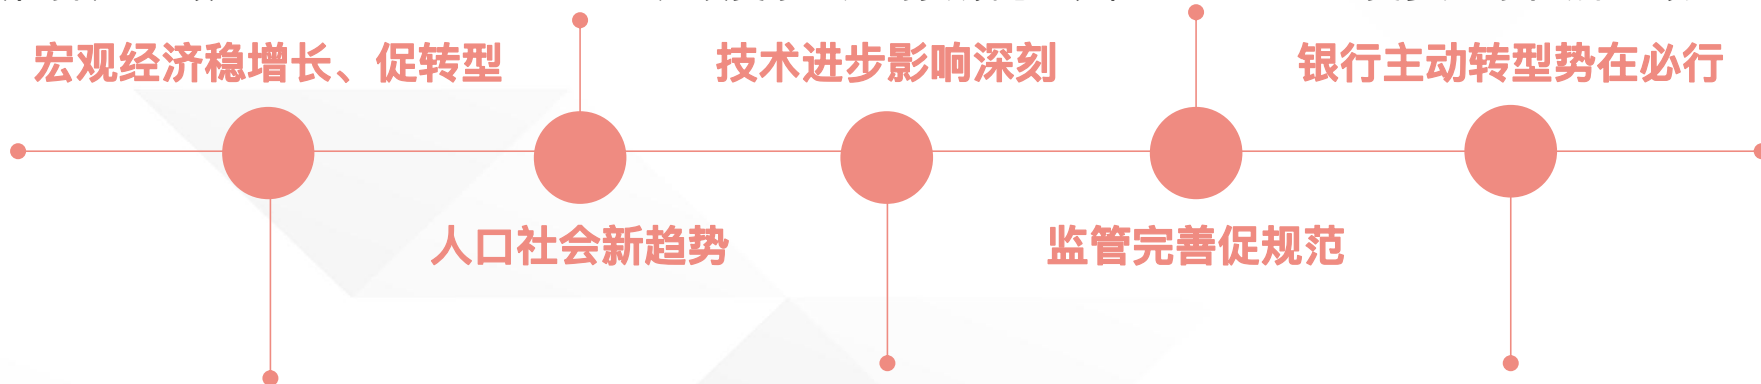 宏观经济稳增长、促转型
技术进步影响深刻
银行主动转型势在必行
人口社会新趋势
监管完善促规范